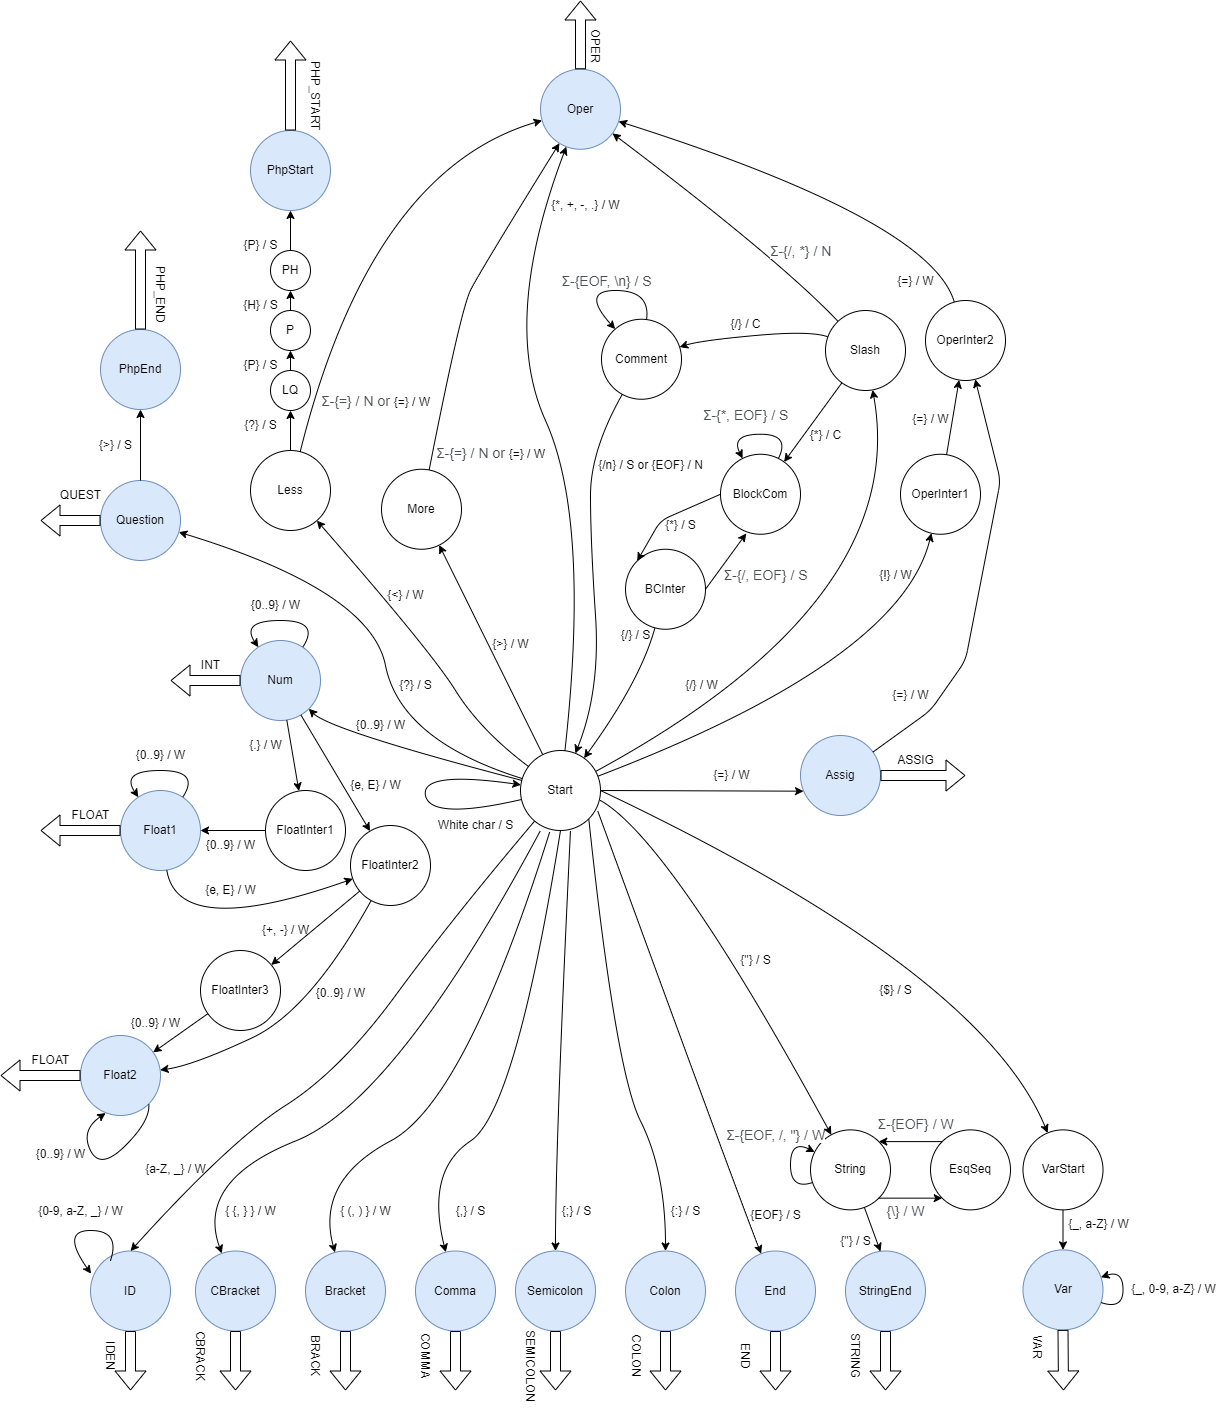 OPER
Oper
PHP_START
PhpStart
{*, +, -, .} / W
{P} / S
PH
Σ-{/, *} / N
PHP_END
{H} / S
Σ-{EOF, \n} / S
{=} / W
P
{/} / C
PhpEnd
{P} / S
LQ
Comment
Slash
OperInter2
{?} / S
Σ-{=} / N or {=} / W
Σ-{*, EOF} / S
{=} / W
{*} / C
{>} / S
Σ-{=} / N or {=} / W
{/n} / S or {EOF} / N
QUEST
Less
More
BlockCom
OperInter1
Question
{*} / S
{<} / W
BCInter
Σ-{/, EOF} / S
{!} / W
{0..9} / W
{>} / W
{/} / S
INT
Num
{?} / S
{/} / W
{=} / W
{0..9} / W
{.} / W
{0..9} / W
{e, E} / W
Start
{=} / W
Assig
ASSIG
FLOAT
Float1
FloatInter1
White char / S
{0..9} / W
FloatInter2
{e, E} / W
{+, -} / W
{"} / S
FloatInter3
{0..9} / W
{$} / S
{0..9} / W
FLOAT
Float2
{0..9} / W
Σ-{EOF, /, "} / W
Σ-{EOF} / W
{a-Z, _} / W
String
EsqSeq
VarStart
{0-9, a-Z, _} / W
{ {, } } / W
{ (, ) } / W
{,} / S
{;} / S
{:} / S
{EOF} / S
{\} / W
{"} / S
{_, a-Z} / W
ID
CBracket
Bracket
Comma
Semicolon
Colon
End
StringEnd
Var
{_, 0-9, a-Z} / W
IDEN
CBRACK
BRACK
COMMA
SEMICOLON
COLON
END
STRING
VAR